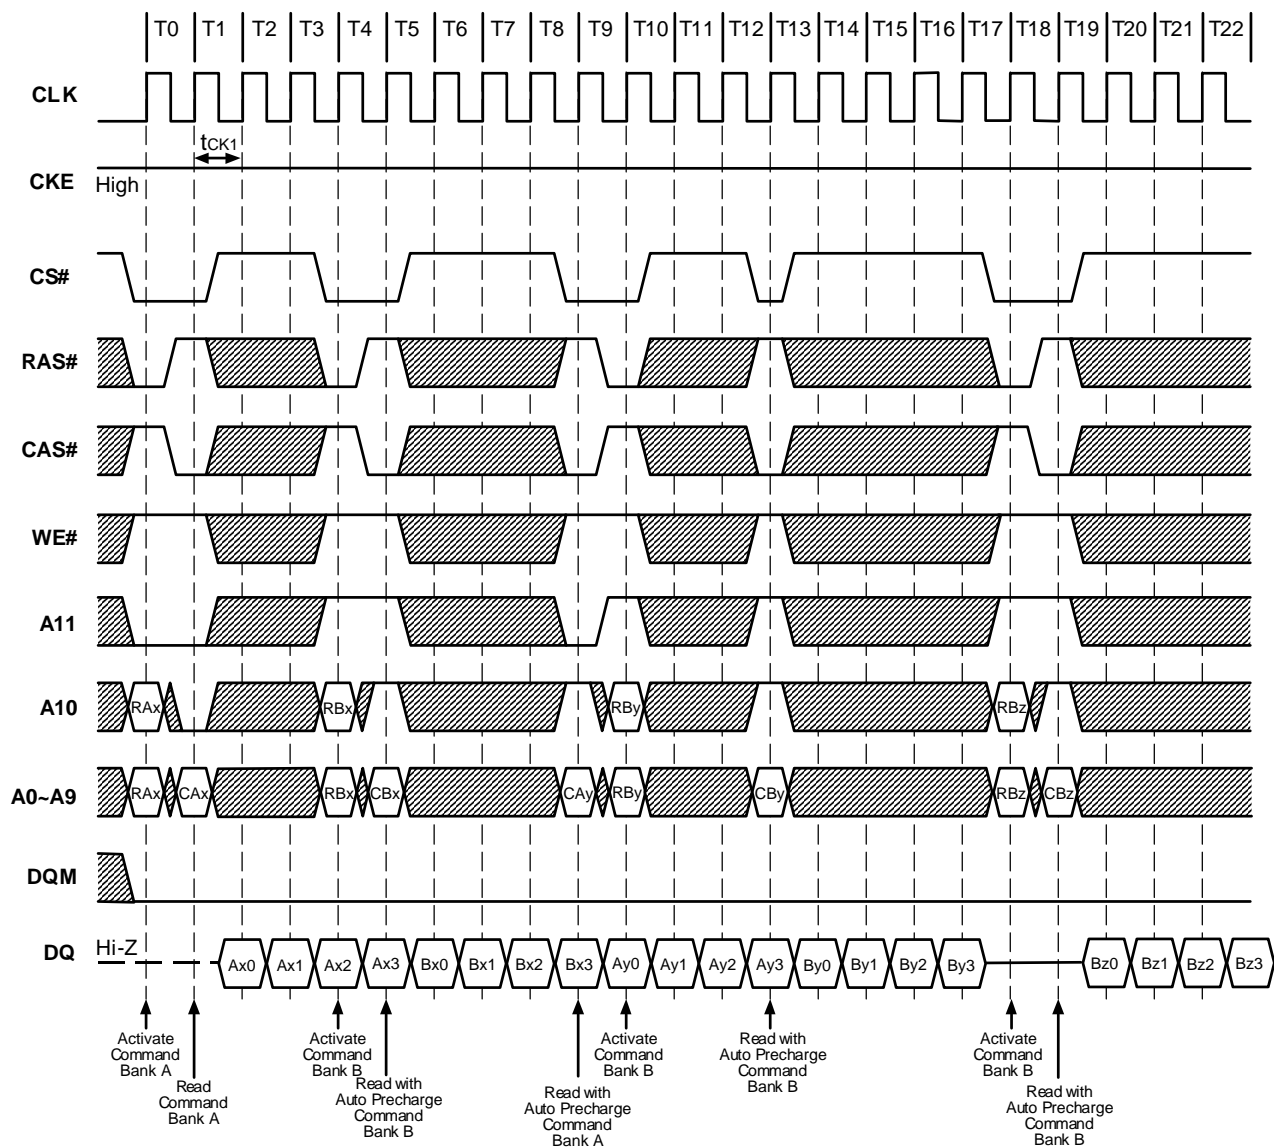 T0 T1 T2 T3 T4 T5 T6 T7 T8 T9 T10 T11 T12 T13 T14 T15 T16 T17 T18 T19 T20 T21 T22
CLK
tCK1
CKE High
CS#
RAS#
CAS#
WE#
A11
A10 RAx RBx RBy RBz
A0~A9 RAx CAx RBx CBx CAy RBy CBy RBz CBz
DQM
DQ Hi-Z Ax0 Ax1 Ax2 Ax3 Bx0 Bx1 Bx2 Bx3 Ay0 Ay1 Ay2 Ay3 By0 By1 By2 By3 Bz0 Bz1 Bz2 Bz3
Activate
Command
Bank A
Read
Command
Bank A
Activate
Command
Bank B
Read with
Auto Precharge
Command
Bank B
Read with
Auto Precharge
Command
Bank A
Activate
Command
Bank B
Read with
Auto Precharge
Command
Bank B
Activate
Command
Bank B
Read with
Auto Precharge
Command
Bank B